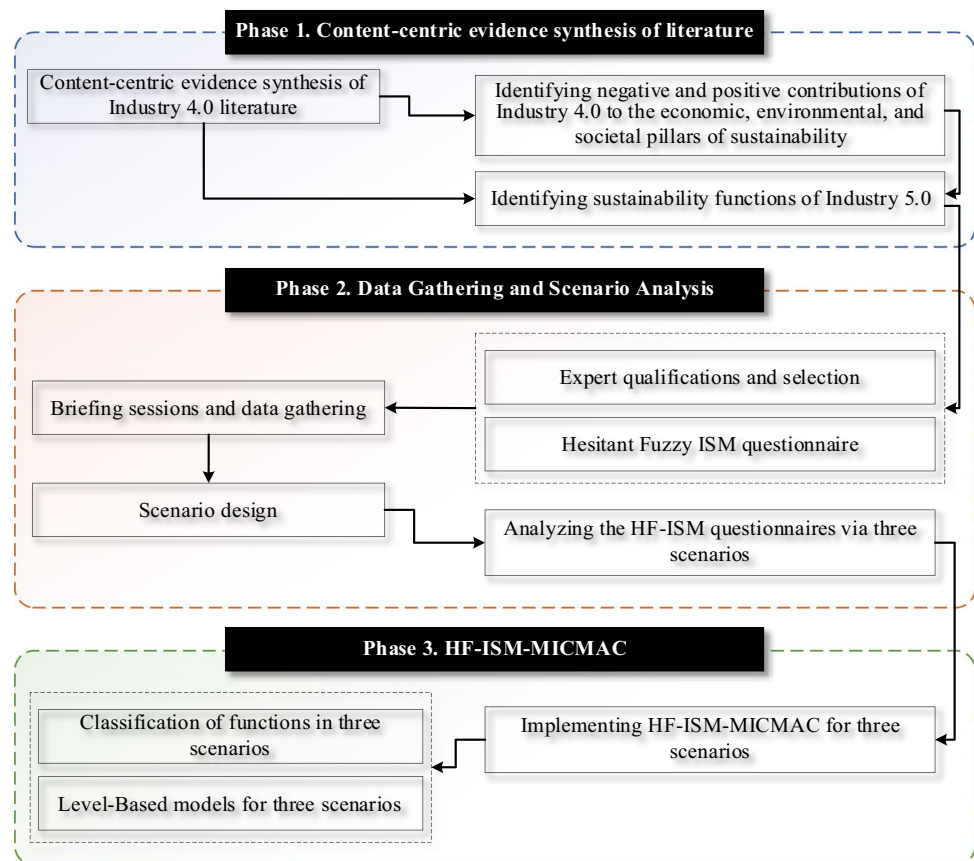 Phase 1. Content-centric evidence synthesis of literature
Content-centric evidence synthesis of
Industry 4.0 literature
Identifying negative and positive contributions of
Industry 4.0 to the economic, environmental, and
societal pillars of sustainability
Identifying sustainability functions of Industry 5.0
Phase 2. Data Gathering and Scenario Analysis
Expert qualifications and selection
Briefing sessions and data gathering
Hesitant Fuzzy ISM questionnaire
Scenario design
Analyzing the HF-ISM questionnaires via three
scenarios
Phase 3. HF-ISM-MICMAC
Classification of functions in three
scenarios
Implementing HF-ISM-MICMAC for three
scenarios
Level-Based models for three scenarios